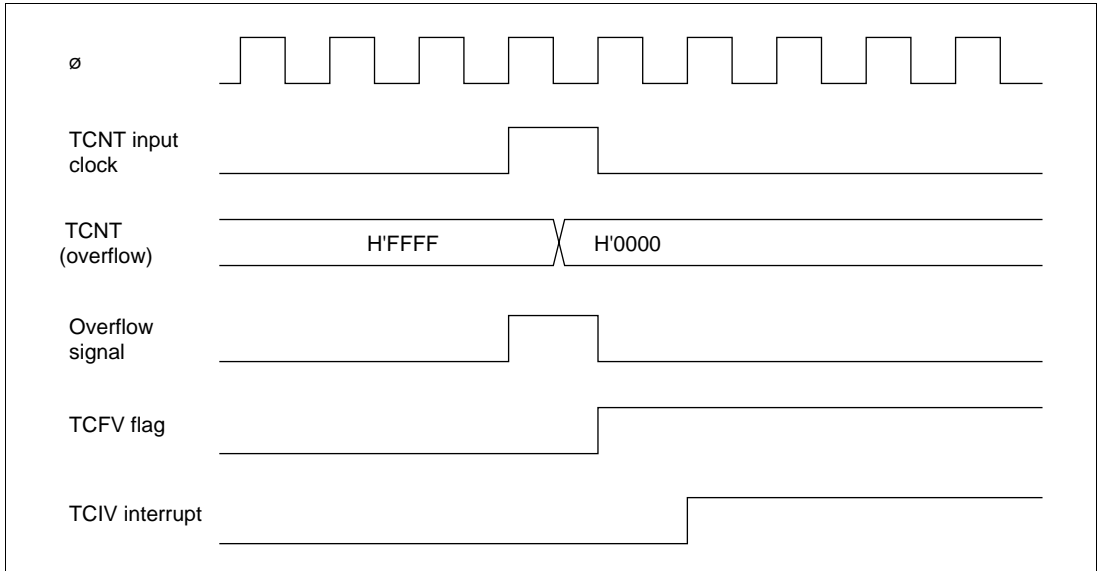 ø
TCNT input
clock
TCNT
(overflow)
H'FFFF
H'0000
Overflow
signal
TCFV flag
TCIV interrupt